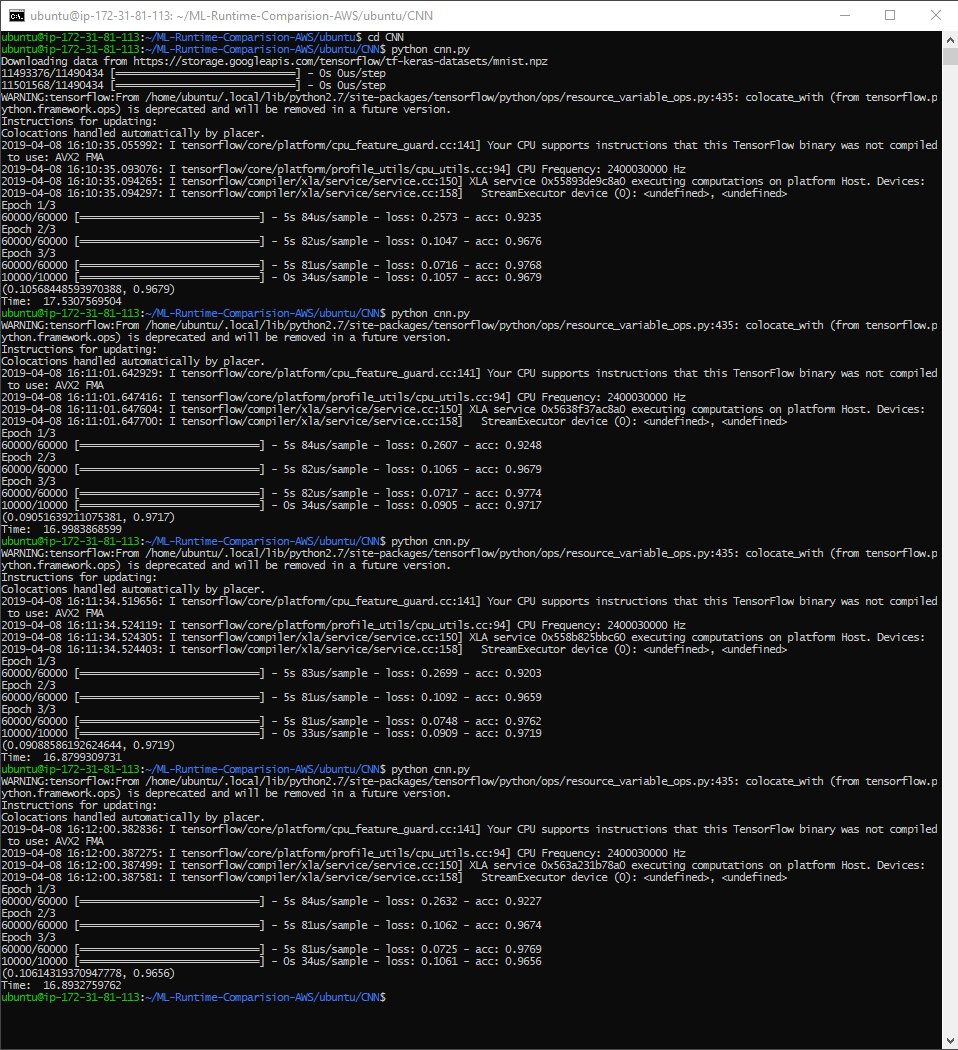 ubuntu@ip-172-31-81-113: ~/ML-Runtime-Comparision-AWS/ubuntu/CNN
ubuntu@ip-172-31-81-113:~/ML-Runtime-Comparision-AWS/ubuntu$ cd CNN
ubuntu@ip-172-31-81-113:~/ML-Runtime-Comparision-AWS/ubuntu/CNN$ python cnn.py
Downloading data from https://storage.googleapis.com/tensorflow/tf-keras-datasets/mnist.npz
11493376/11490434 [==============================] - 0s 0us/step
11501568/11490434 [==============================] - 0s 0us/step
WARNING:tensorflow:From /home/ubuntu/.local/lib/python2.7/site-packages/tensorflow/python/ops/resource_variable_ops.py:435: colocate_with (from tensorflow.p
ython.framework.ops) is deprecated and will be removed in a future version.
Instructions for updating:
Colocations handled automatically by placer.
2019-04-08 16:10:35.055992: I tensorflow/core/platform/cpu_feature_guard.cc:141] Your CPU supports instructions that this TensorFlow binary was not compiled
 to use: AVX2 FMA
2019-04-08 16:10:35.093076: I tensorflow/core/platform/profile_utils/cpu_utils.cc:94] CPU Frequency: 2400030000 Hz
2019-04-08 16:10:35.094265: I tensorflow/compiler/xla/service/service.cc:150] XLA service 0x55893de9c8a0 executing computations on platform Host. Devices:
2019-04-08 16:10:35.094297: I tensorflow/compiler/xla/service/service.cc:158]   StreamExecutor device (0): <undefined>, <undefined>
Epoch 1/3
60000/60000 [==============================] - 5s 84us/sample - loss: 0.2573 - acc: 0.9235
Epoch 2/3
60000/60000 [==============================] - 5s 82us/sample - loss: 0.1047 - acc: 0.9676
Epoch 3/3
60000/60000 [==============================] - 5s 81us/sample - loss: 0.0716 - acc: 0.9768
10000/10000 [==============================] - 0s 34us/sample - loss: 0.1057 - acc: 0.9679
(0.10568448593970388, 0.9679)
Time:  17.5307569504
ubuntu@ip-172-31-81-113:~/ML-Runtime-Comparision-AWS/ubuntu/CNN$ python cnn.py
WARNING:tensorflow:From /home/ubuntu/.local/lib/python2.7/site-packages/tensorflow/python/ops/resource_variable_ops.py:435: colocate_with (from tensorflow.p
ython.framework.ops) is deprecated and will be removed in a future version.
Instructions for updating:
Colocations handled automatically by placer.
2019-04-08 16:11:01.642929: I tensorflow/core/platform/cpu_feature_guard.cc:141] Your CPU supports instructions that this TensorFlow binary was not compiled
 to use: AVX2 FMA
2019-04-08 16:11:01.647416: I tensorflow/core/platform/profile_utils/cpu_utils.cc:94] CPU Frequency: 2400030000 Hz
2019-04-08 16:11:01.647604: I tensorflow/compiler/xla/service/service.cc:150] XLA service 0x5638f37ac8a0 executing computations on platform Host. Devices:
2019-04-08 16:11:01.647700: I tensorflow/compiler/xla/service/service.cc:158]   StreamExecutor device (0): <undefined>, <undefined>
Epoch 1/3
60000/60000 [==============================] - 5s 84us/sample - loss: 0.2607 - acc: 0.9248
Epoch 2/3
60000/60000 [==============================] - 5s 82us/sample - loss: 0.1065 - acc: 0.9679
Epoch 3/3
60000/60000 [==============================] - 5s 82us/sample - loss: 0.0717 - acc: 0.9774
10000/10000 [==============================] - 0s 34us/sample - loss: 0.0905 - acc: 0.9717
(0.09051639211075381, 0.9717)
Time:  16.9983868599
ubuntu@ip-172-31-81-113:~/ML-Runtime-Comparision-AWS/ubuntu/CNN$ python cnn.py
WARNING:tensorflow:From /home/ubuntu/.local/lib/python2.7/site-packages/tensorflow/python/ops/resource_variable_ops.py:435: colocate_with (from tensorflow.p
ython.framework.ops) is deprecated and will be removed in a future version.
Instructions for updating:
Colocations handled automatically by placer.
2019-04-08 16:11:34.519656: I tensorflow/core/platform/cpu_feature_guard.cc:141] Your CPU supports instructions that this TensorFlow binary was not compiled
 to use: AVX2 FMA
2019-04-08 16:11:34.524119: I tensorflow/core/platform/profile_utils/cpu_utils.cc:94] CPU Frequency: 2400030000 Hz
2019-04-08 16:11:34.524305: I tensorflow/compiler/xla/service/service.cc:150] XLA service 0x558b825bbc60 executing computations on platform Host. Devices:
2019-04-08 16:11:34.524403: I tensorflow/compiler/xla/service/service.cc:158]   StreamExecutor device (0): <undefined>, <undefined>
Epoch 1/3
60000/60000 [==============================] - 5s 83us/sample - loss: 0.2699 - acc: 0.9203
Epoch 2/3
60000/60000 [==============================] - 5s 81us/sample - loss: 0.1092 - acc: 0.9659
Epoch 3/3
60000/60000 [==============================] - 5s 81us/sample - loss: 0.0748 - acc: 0.9762
10000/10000 [==============================] - 0s 33us/sample - loss: 0.0909 - acc: 0.9719
(0.09088586192624644, 0.9719)
Time:  16.8799309731
ubuntu@ip-172-31-81-113:~/ML-Runtime-Comparision-AWS/ubuntu/CNN$ python cnn.py
WARNING:tensorflow:From /home/ubuntu/.local/lib/python2.7/site-packages/tensorflow/python/ops/resource_variable_ops.py:435: colocate_with (from tensorflow.p
ython.framework.ops) is deprecated and will be removed in a future version.
Instructions for updating:
Colocations handled automatically by placer.
2019-04-08 16:12:00.382836: I tensorflow/core/platform/cpu_feature_guard.cc:141] Your CPU supports instructions that this TensorFlow binary was not compiled
 to use: AVX2 FMA
2019-04-08 16:12:00.387275: I tensorflow/core/platform/profile_utils/cpu_utils.cc:94] CPU Frequency: 2400030000 Hz
2019-04-08 16:12:00.387499: I tensorflow/compiler/xla/service/service.cc:150] XLA service 0x563a231b78a0 executing computations on platform Host. Devices:
2019-04-08 16:12:00.387581: I tensorflow/compiler/xla/service/service.cc:158]   StreamExecutor device (0): <undefined>, <undefined>
Epoch 1/3
60000/60000 [==============================] - 5s 84us/sample - loss: 0.2632 - acc: 0.9227
Epoch 2/3
60000/60000 [==============================] - 5s 81us/sample - loss: 0.1062 - acc: 0.9674
Epoch 3/3
60000/60000 [==============================] - 5s 81us/sample - loss: 0.0725 - acc: 0.9769
10000/10000 [==============================] - 0s 34us/sample - loss: 0.1061 - acc: 0.9656
(0.10614319370947778, 0.9656)
Time:  16.8932759762
ubuntu@ip-172-31-81-113:~/ML-Runtime-Comparision-AWS/ubuntu/CNN$